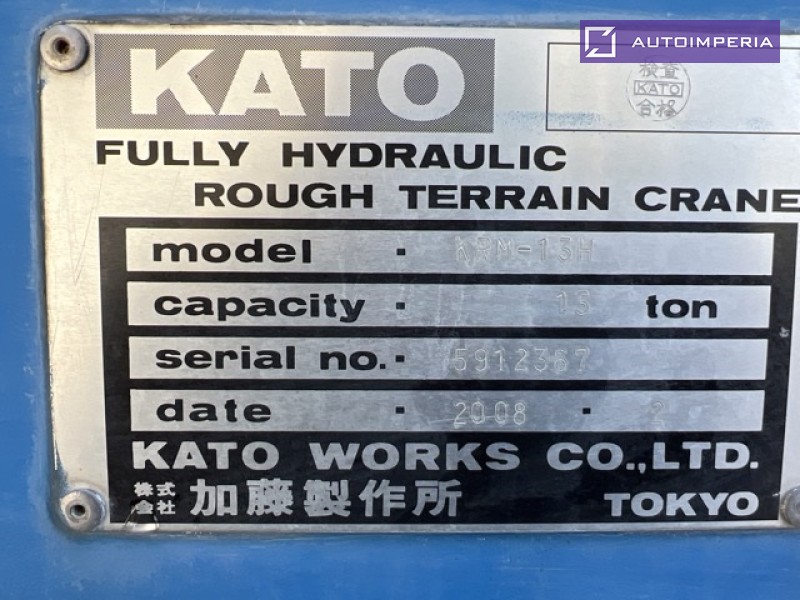 AUTOIMPERIA
KATO
検査
KATO
合格
FULLY HYDRAULIC
ROUGH TERRAIN CRANE
model · KRM-13H
capacity · 13 ton
serial no. · 5912367
date · 2008 · 2
KATO WORKS CO.,LTD.
株式会社 加藤製作所 TOKYO